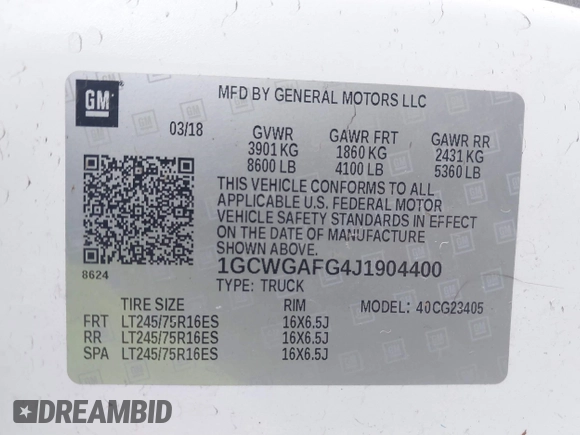 GM
MFD BY GENERAL MOTORS LLC
03/18 GVWR GAWR FRT GAWR RR
3901 KG 1860 KG 2431 KG
8600 LB 4100 LB 5360 LB
THIS VEHICLE CONFORMS TO ALL
APPLICABLE U.S. FEDERAL MOTOR
VEHICLE SAFETY STANDARDS IN EFFECT
ON THE DATE OF MANUFACTURE
SHOWN ABOVE.
8624 1GCWGAFG4J1904400
TYPE: TRUCK
TIRE SIZE RIM MODEL: 40CG23405
FRT LT245/75R16ES 16X6.5J
RR LT245/75R16ES 16X6.5J
SPA LT245/75R16ES 16X6.5J
DREAMBID